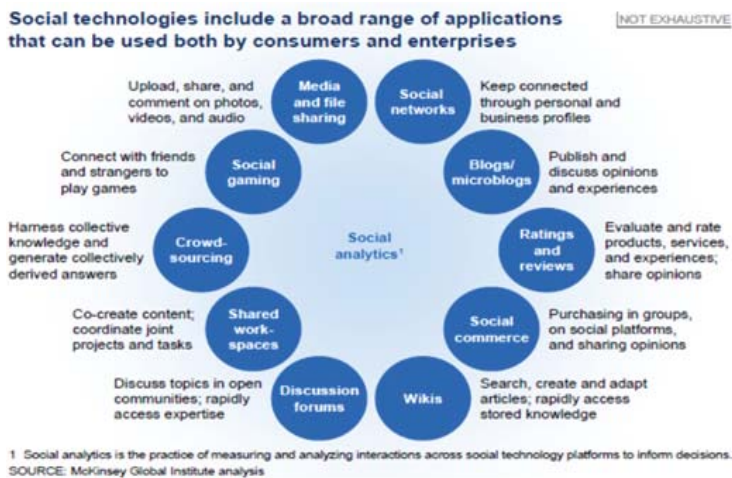 Social technologies include a broad range of applications
that can be used both by consumers and enterprises
NOT EXHAUSTIVE
Upload, share, and
comment on photos,
videos, and audio
Media
and file
sharing
Social
networks
Keep connected
through personal and
business profiles
Connect with friends
and strangers to
play games
Social
gaming
Blogs/
microblogs
Publish and
discuss opinions
and experiences
Harness collective
knowledge and
generate collectively
derived answers
Crowd-
sourcing
Social
analytics¹
Ratings
and
reviews
Evaluate and rate
products, services,
and experiences;
share opinions
Co-create content;
coordinate joint
projects and tasks
Shared
work-
spaces
Social
commerce
Purchasing in groups,
on social platforms,
and sharing opinions
Discuss topics in open
communities; rapidly
access expertise
Discussion
forums
Wikis
Search, create and adapt
articles; rapidly access
stored knowledge
1 Social analytics is the practice of measuring and analyzing interactions across social technology platforms to inform decisions.
SOURCE: McKinsey Global Institute analysis